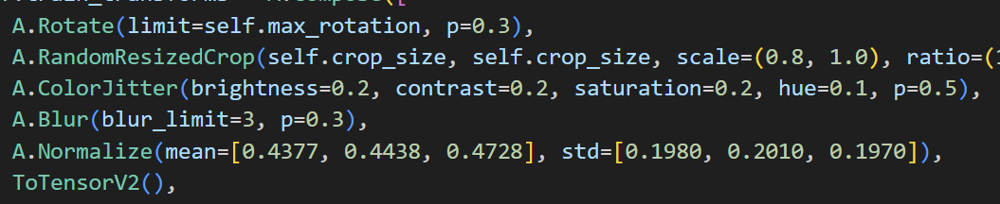 A.Rotate(limit=self.max_rotation, p=0.3),
A.RandomResizedCrop(self.crop_size, self.crop_size, scale=(0.8, 1.0), ratio=(
A.ColorJitter(brightness=0.2, contrast=0.2, saturation=0.2, hue=0.1, p=0.5),
A.Blur(blur_limit=3, p=0.3),
A.Normalize(mean=[0.4377, 0.4438, 0.4728], std=[0.1980, 0.2010, 0.1970]),
ToTensorV2(),